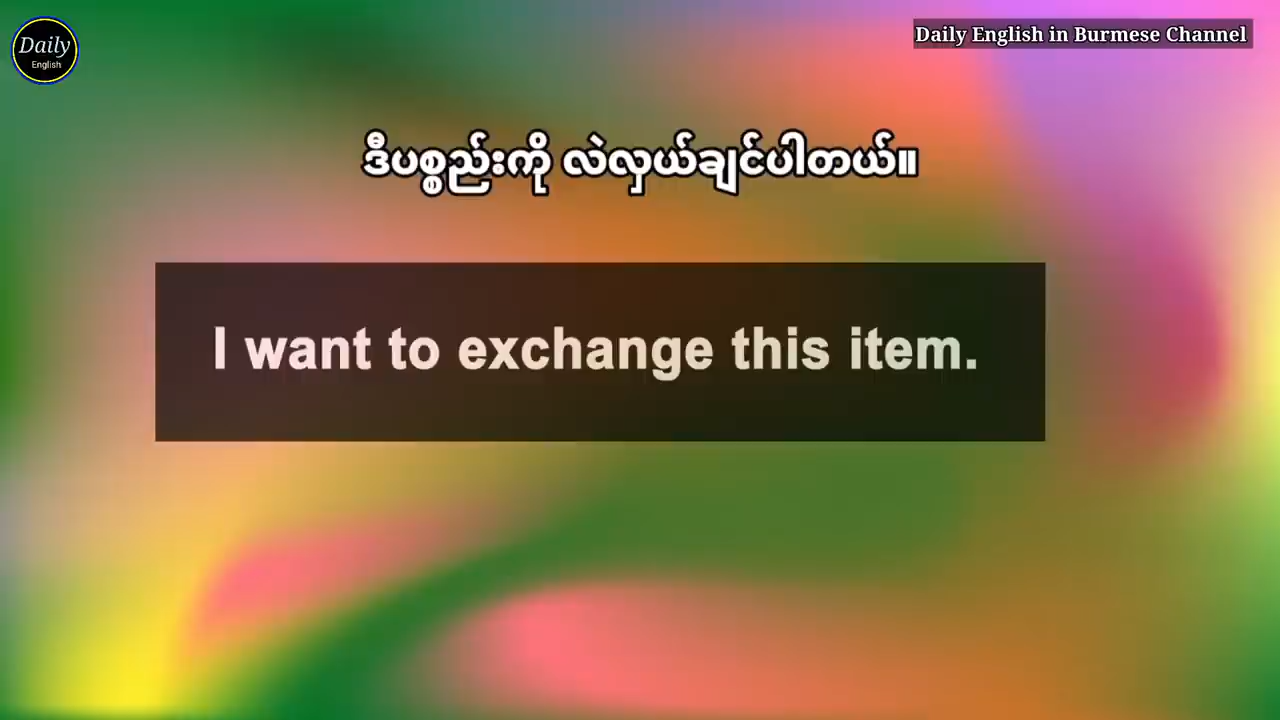 Daily
English
Daily English in Burmese Channel
ဒီပစ္စည်းကို လဲလှယ်ချင်ပါတယ်။
I want to exchange this item.